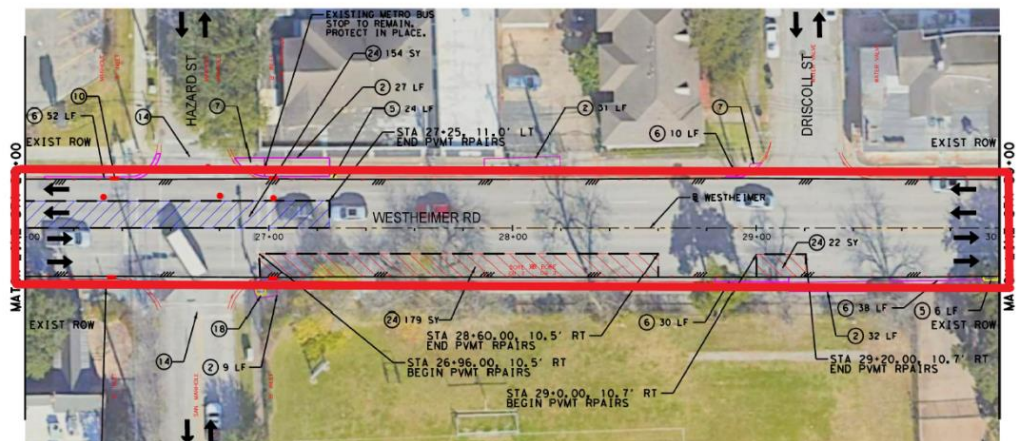 EXISTING METRO BUS
STOP TO REMAIN.
PROTECT IN PLACE.
24 154 SY
2 27 LF
5 24 LF
STA 27+25, 11.0' LT
END PVMT RPAIRS
HAZARD ST
DRISCOLL ST
10
6 52 LF
14
7
2 51 LF
7
6 10 LF
EXIST ROW
EXIST ROW
WESTHEIMER RD
WESTHEIMER
27+00
28+00
29+00
30
24 22 SY
24 179 SY
6 30 LF
6 38 LF
5 6 LF
2 32 LF
EXIST ROW
EXIST ROW
18
14
2 9 LF
STA 28+60.00, 10.5' RT
END PVMT RPAIRS
STA 26+96.00, 10.5' RT
BEGIN PVMT RPAIRS
STA 29+0.00, 10.7' RT
BEGIN PVMT RPAIRS
STA 29+20.00, 10.7' RT
END PVMT RPAIRS
WATER VALVE
SAN MANHOLE